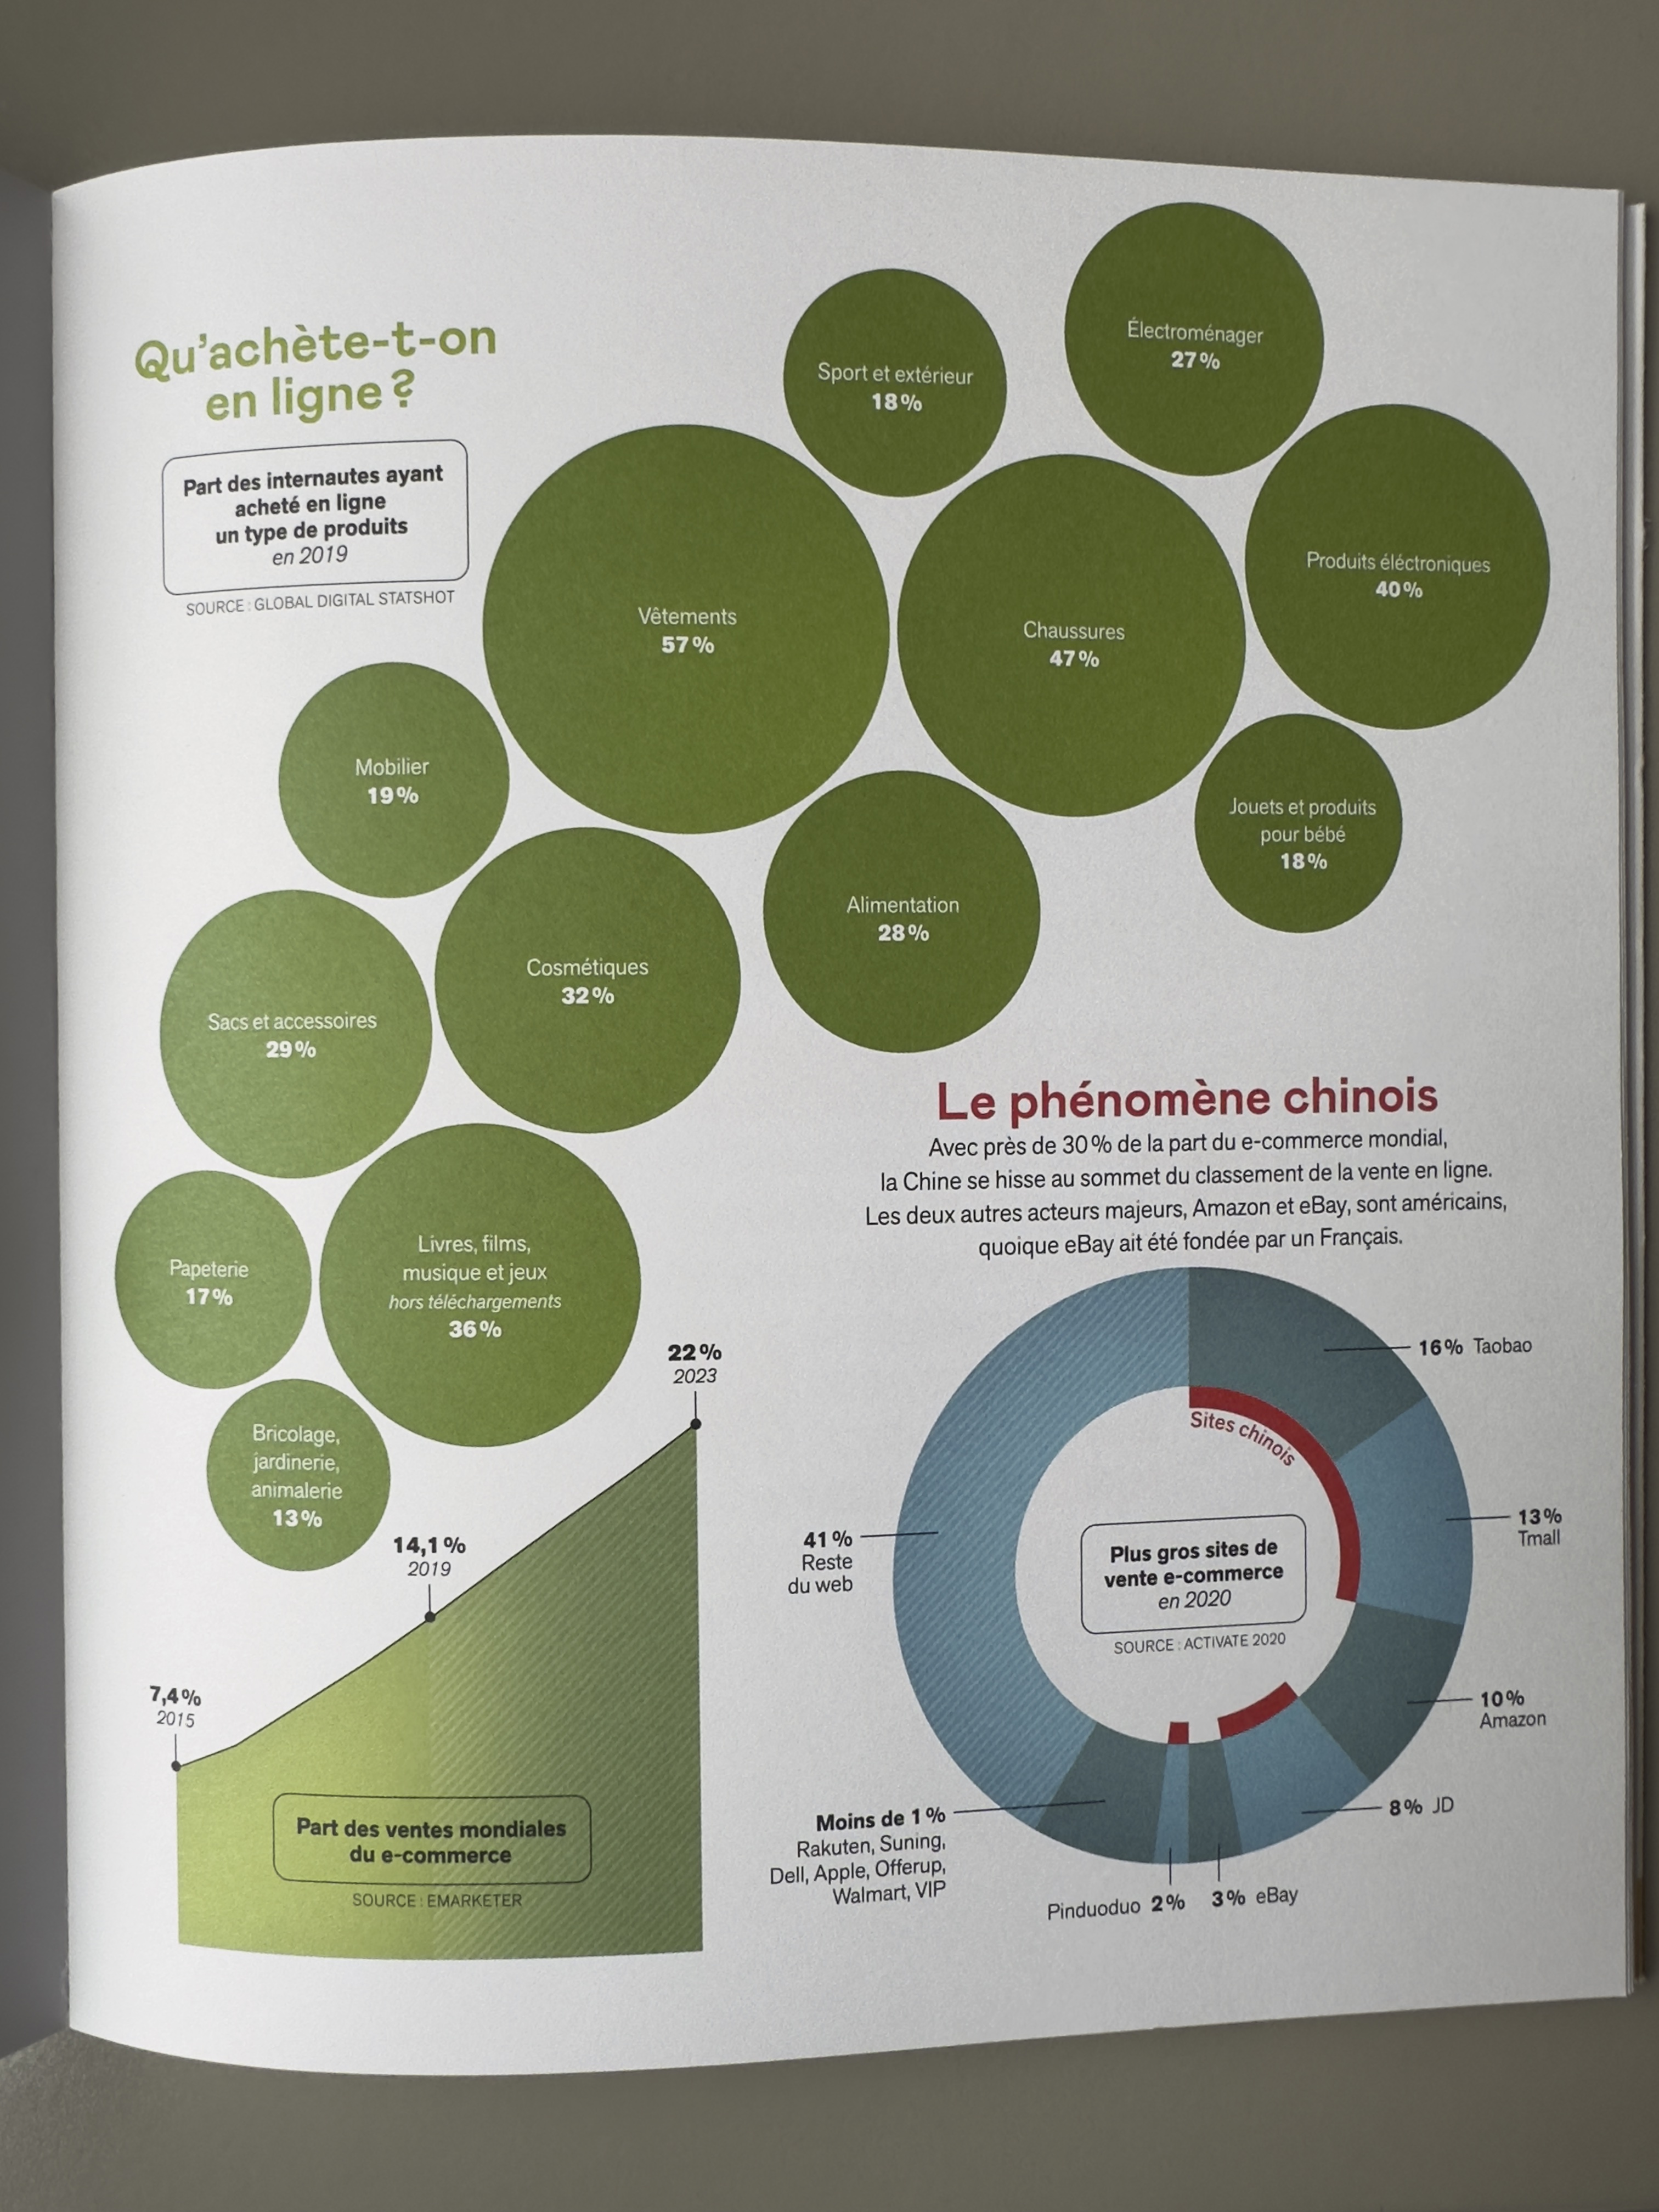 Qu'achète-t-on
en ligne ?
Part des internautes ayant
acheté en ligne
un type de produits
en 2019
SOURCE : GLOBAL DIGITAL STATSHOT
Sport et extérieur
18 %
Électroménager
27 %
Vêtements
57 %
Chaussures
47 %
Produits éléctroniques
40 %
Mobilier
19 %
Jouets et produits
pour bébé
18 %
Alimentation
28 %
Cosmétiques
32 %
Sacs et accessoires
29 %
Papeterie
17 %
Livres, films,
musique et jeux
hors téléchargements
36 %
Bricolage,
jardinerie,
animalerie
13 %
22 %
2023
14,1 %
2019
7,4 %
2015
Part des ventes mondiales
du e-commerce
SOURCE : EMARKETER
Le phénomène chinois
Avec près de 30 % de la part du e-commerce mondial,
la Chine se hisse au sommet du classement de la vente en ligne.
Les deux autres acteurs majeurs, Amazon et eBay, sont américains,
quoique eBay ait été fondée par un Français.
16 % Taobao
Sites chinois
13 %
Tmall
41 %
Reste
du web
Plus gros sites de
vente e-commerce
en 2020
SOURCE : ACTIVATE 2020
10 %
Amazon
8 % JD
Moins de 1 %
Rakuten, Suning,
Dell, Apple, Offerup,
Walmart, VIP
Pinduoduo 2 %
3 % eBay